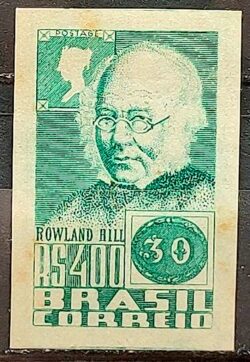 POSTAGE
ROWLAND HILL
RS400
30
BRASIL
CORREIO